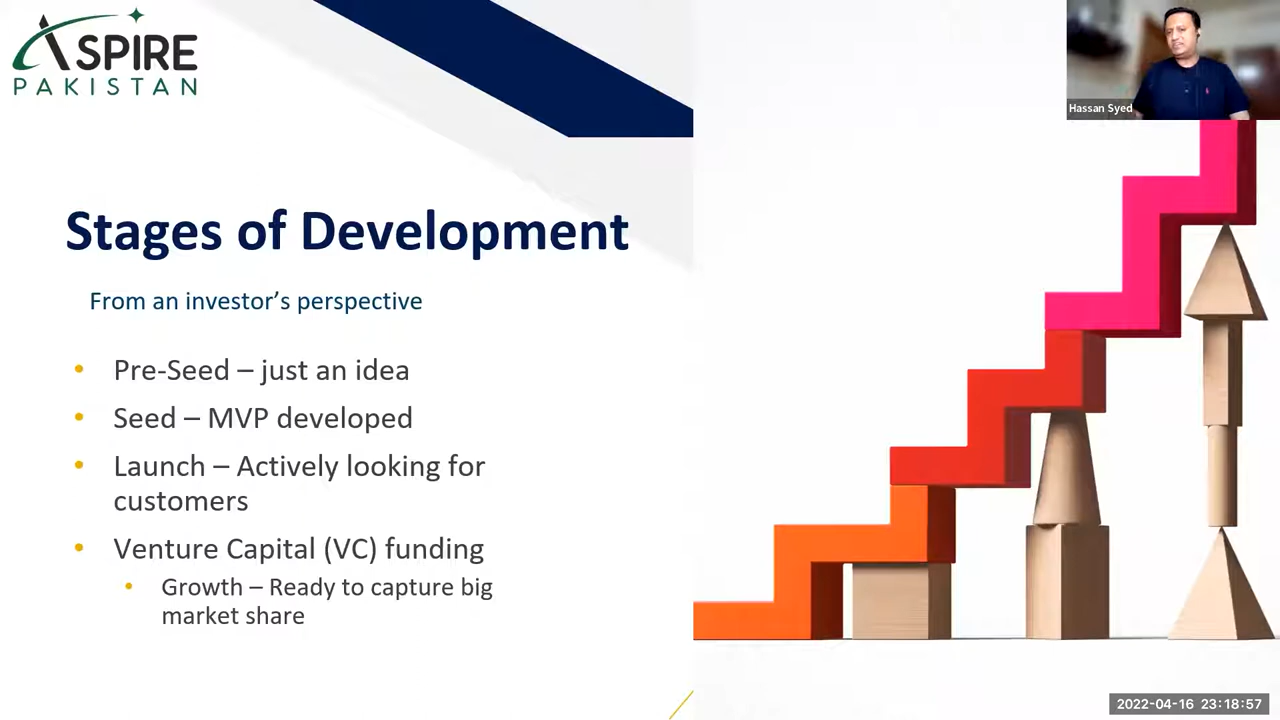 ASPIRE
PAKISTAN
Hassan Syed
Stages of Development
From an investor’s perspective
• Pre-Seed – just an idea
• Seed – MVP developed
• Launch – Actively looking for
customers
• Venture Capital (VC) funding
• Growth – Ready to capture big
market share
2022-04-16 23:18:57